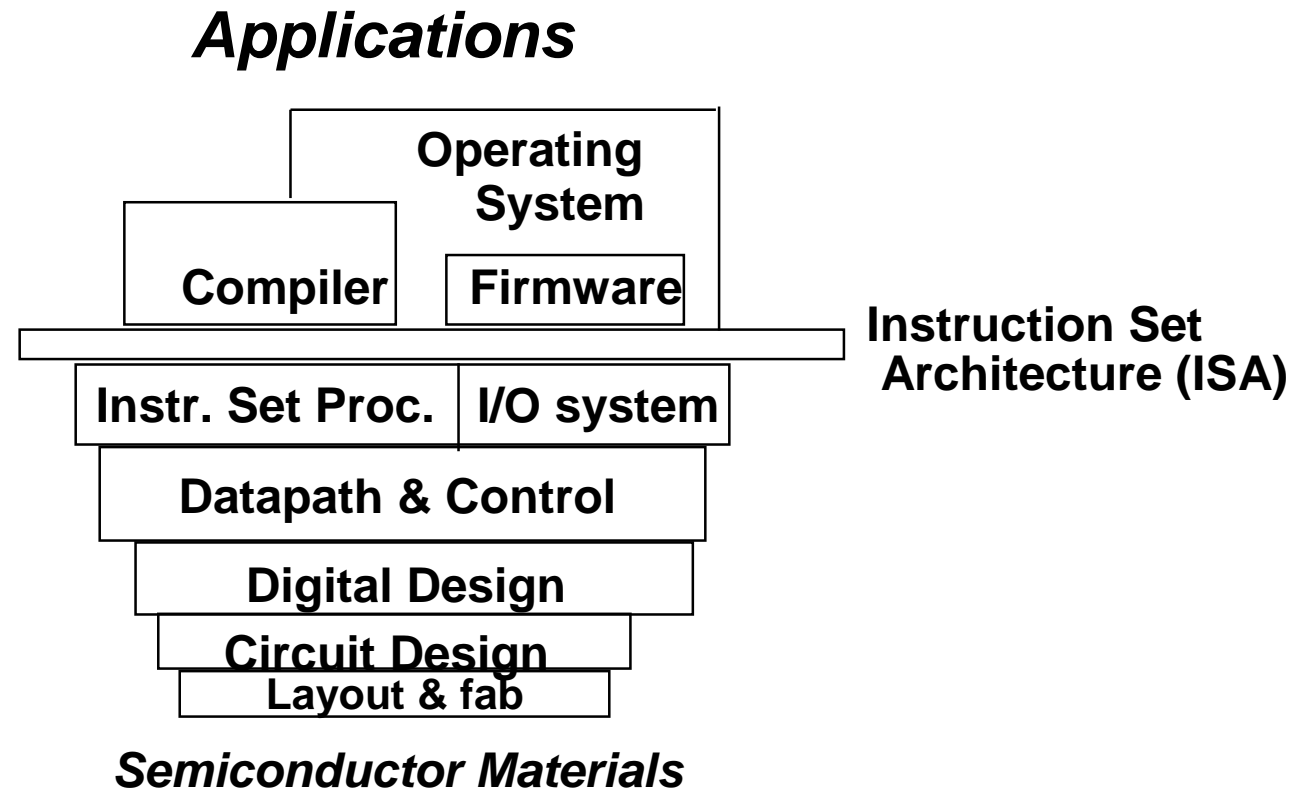 Applications
Operating
System
Compiler
Firmware
Instruction Set
Architecture (ISA)
Instr. Set Proc.
I/O system
Datapath & Control
Digital Design
Circuit Design
Layout & fab
Semiconductor Materials